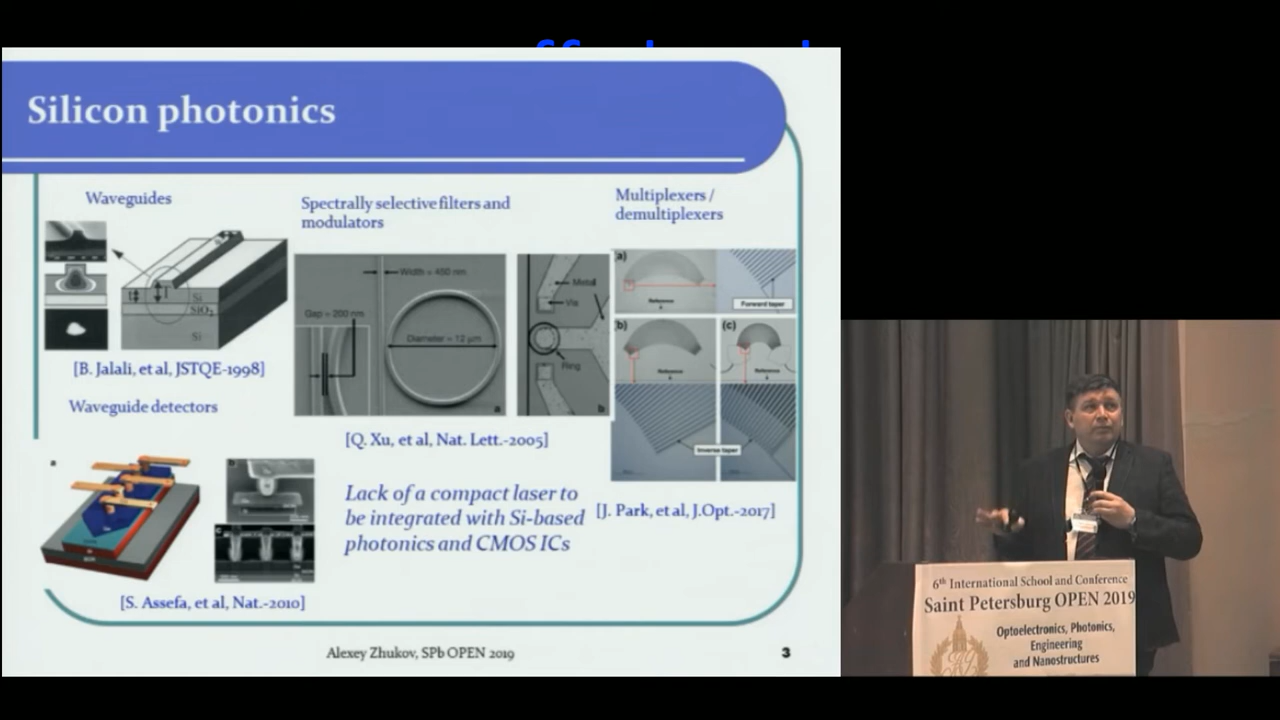 Silicon photonics
Waveguides
Si
SiO₂
Si
[B. Jalali, et al, JSTQE-1998]
Waveguide detectors
a
b
c
[S. Assefa, et al, Nat.-2010]
Spectrally selective filters and
modulators
Width = 450 nm
Gap = 200 nm
Diameter = 12 μm
a
Metal
Via
Ring
b
[Q. Xu, et al, Nat. Lett.-2005]
Lack of a compact laser to
be integrated with Si-based
photonics and CMOS ICs
Multiplexers /
demultiplexers
(a)
Reference
Forward taper
(b)
(c)
Reference
Reference
Inverse taper
[J. Park, et al, J.Opt.-2017]
Alexey Zhukov, SPb OPEN 2019
3
6th International School and Conference
Saint Petersburg OPEN 2019
Optoelectronics, Photonics,
Engineering
and Nanostructures